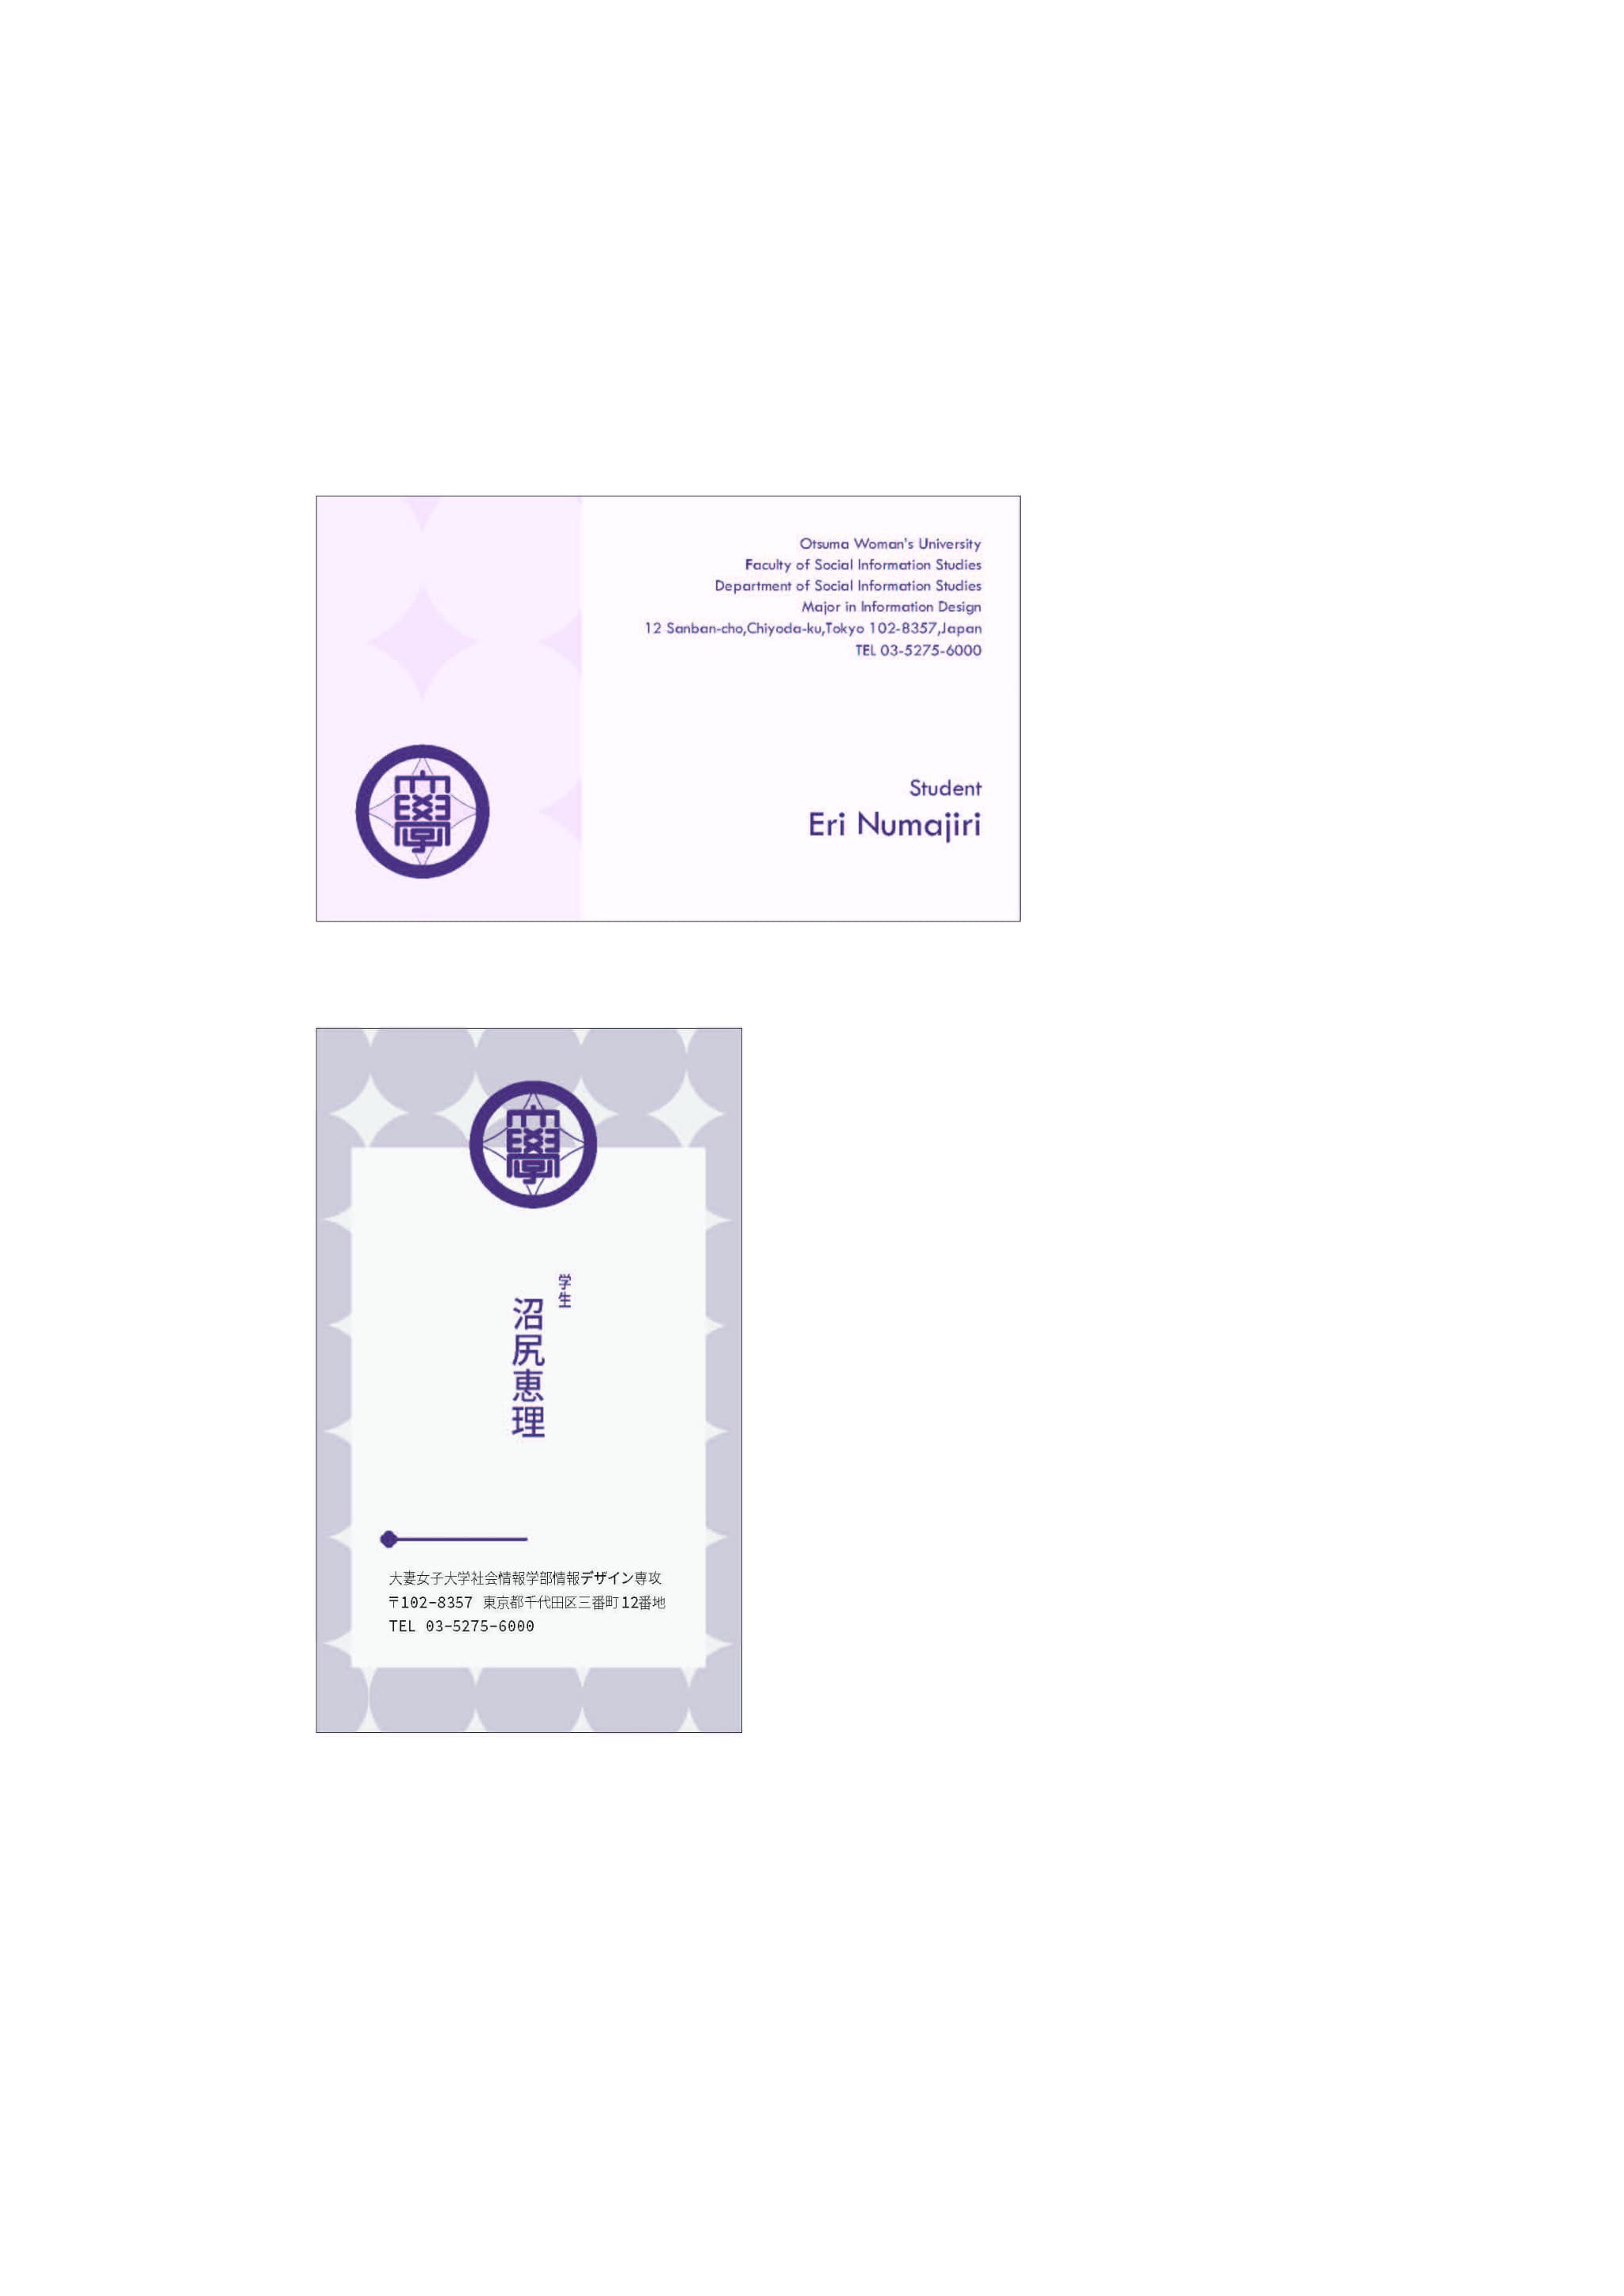 Otsuma Woman's University
Faculty of Social Information Studies
Department of Social Information Studies
Major in Information Design
12 Sanban-cho,Chiyoda-ku,Tokyo 102-8357,Japan
TEL 03-5275-6000
Student
Eri Numajiri
大學
大學
学生
沼尻恵理
大妻女子大学社会情報学部情報デザイン専攻
〒102-8357 東京都千代田区三番町12番地
TEL 03-5275-6000